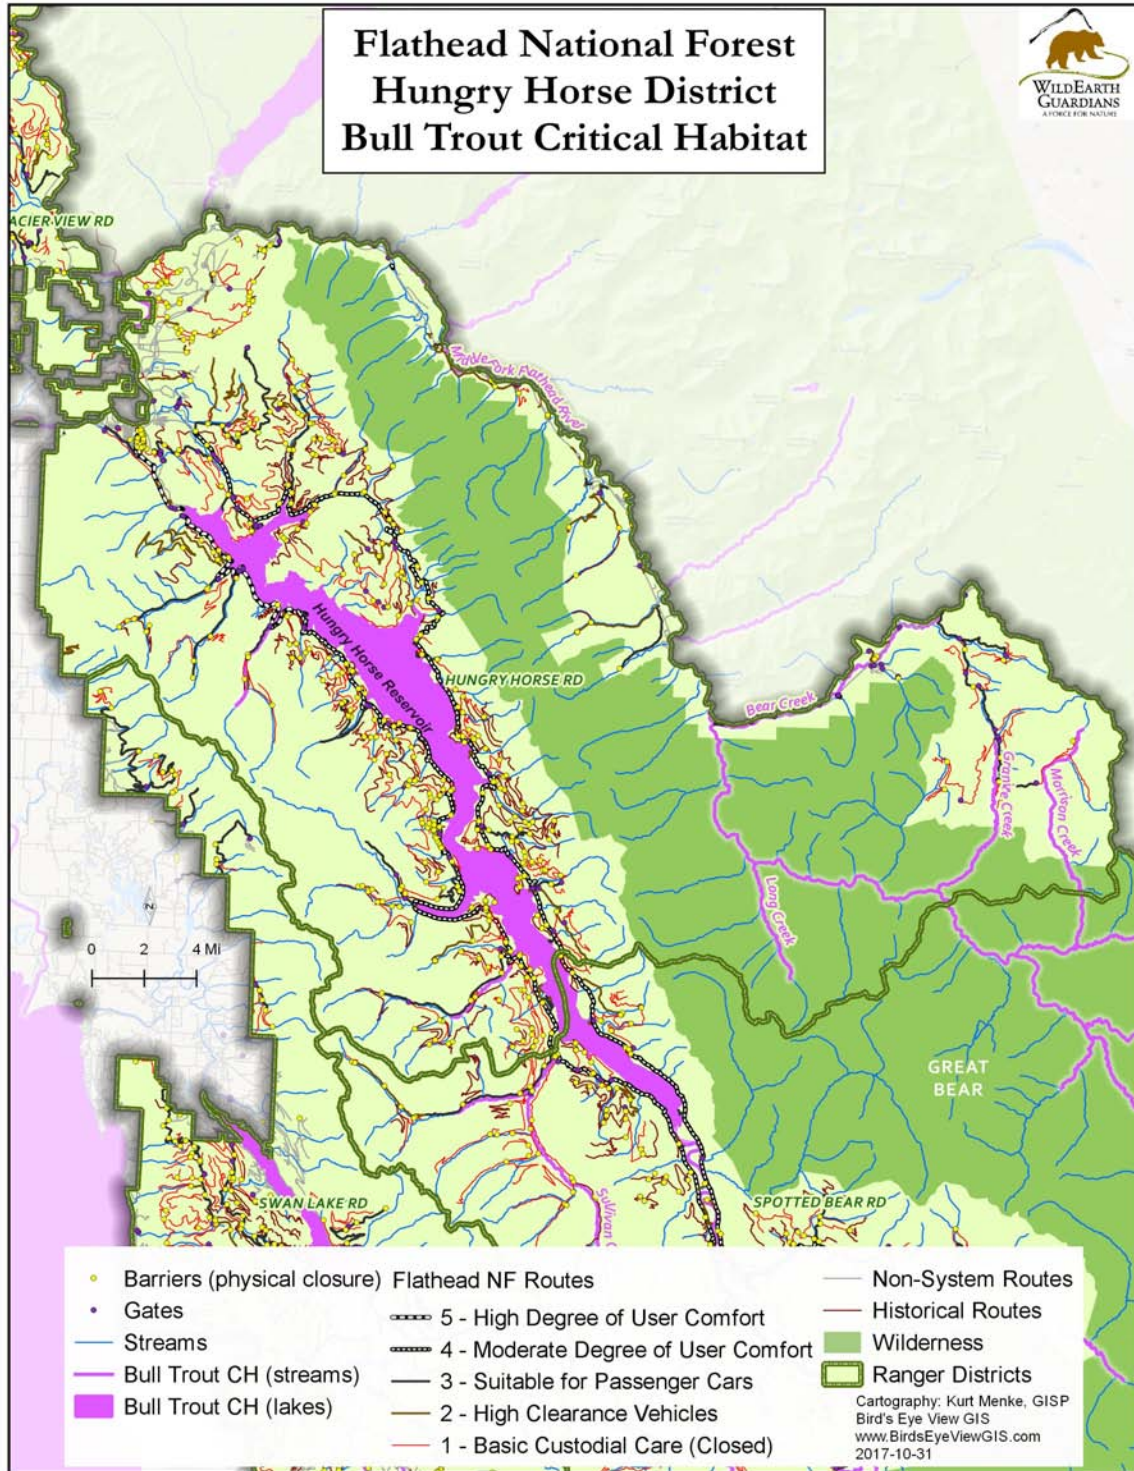 Flathead National Forest
Hungry Horse District
Bull Trout Critical Habitat
WILDEARTH
GUARDIANS
A FORCE FOR NATURE
ACIER VIEW RD
Middle Fork Flathead River
Hungry Horse Reservoir
HUNGRY HORSE RD
Bear Creek
Granite Creek
Morrison Creek
Long Creek
0 2 4 Mi
GREAT
BEAR
SWAN LAKE RD
SPOTTED BEAR RD
Sullivan C
Barriers (physical closure)
Gates
Streams
Bull Trout CH (streams)
Bull Trout CH (lakes)
Flathead NF Routes
5 - High Degree of User Comfort
4 - Moderate Degree of User Comfort
3 - Suitable for Passenger Cars
2 - High Clearance Vehicles
1 - Basic Custodial Care (Closed)
Non-System Routes
Historical Routes
Wilderness
Ranger Districts
Cartography: Kurt Menke, GISP
Bird's Eye View GIS
www.BirdsEyeViewGIS.com
2017-10-31